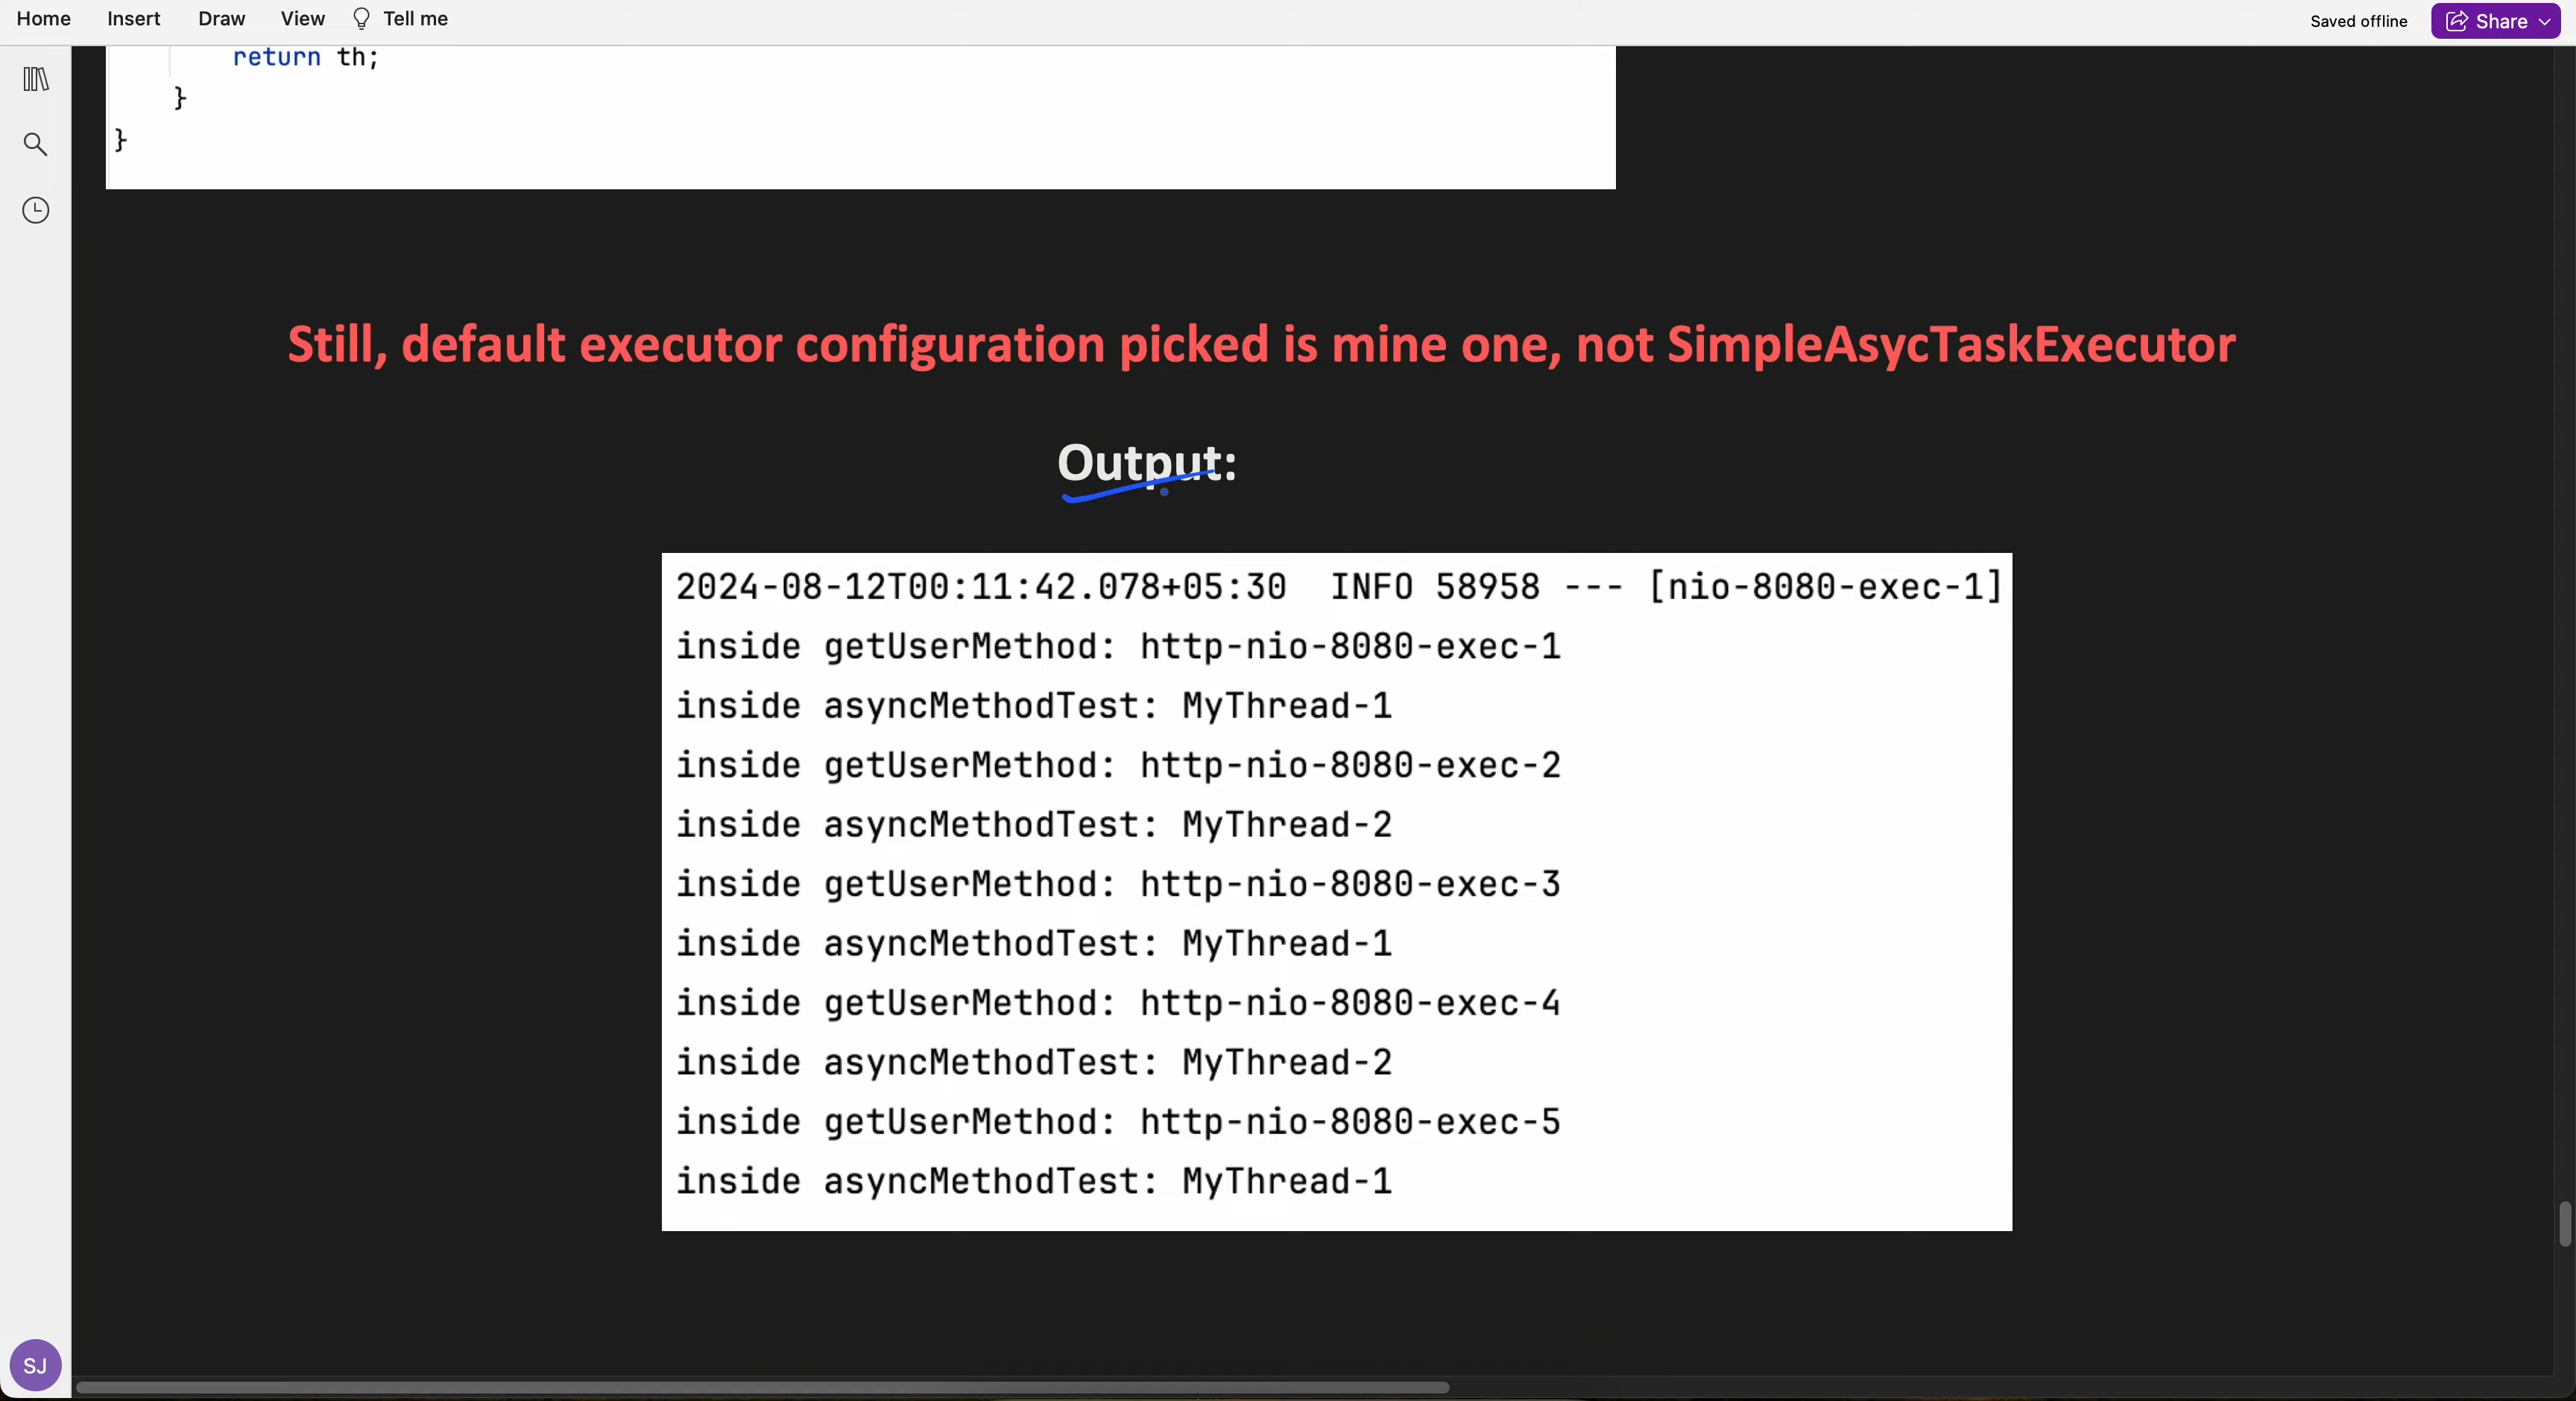 Home Insert Draw View Tell me Saved offline Share
return th;
}
}
Still, default executor configuration picked is mine one, not SimpleAsycTaskExecutor
Output:
2024-08-12T00:11:42.078+05:30  INFO 58958 --- [nio-8080-exec-1]
inside getUserMethod: http-nio-8080-exec-1
inside asyncMethodTest: MyThread-1
inside getUserMethod: http-nio-8080-exec-2
inside asyncMethodTest: MyThread-2
inside getUserMethod: http-nio-8080-exec-3
inside asyncMethodTest: MyThread-1
inside getUserMethod: http-nio-8080-exec-4
inside asyncMethodTest: MyThread-2
inside getUserMethod: http-nio-8080-exec-5
inside asyncMethodTest: MyThread-1
SJ